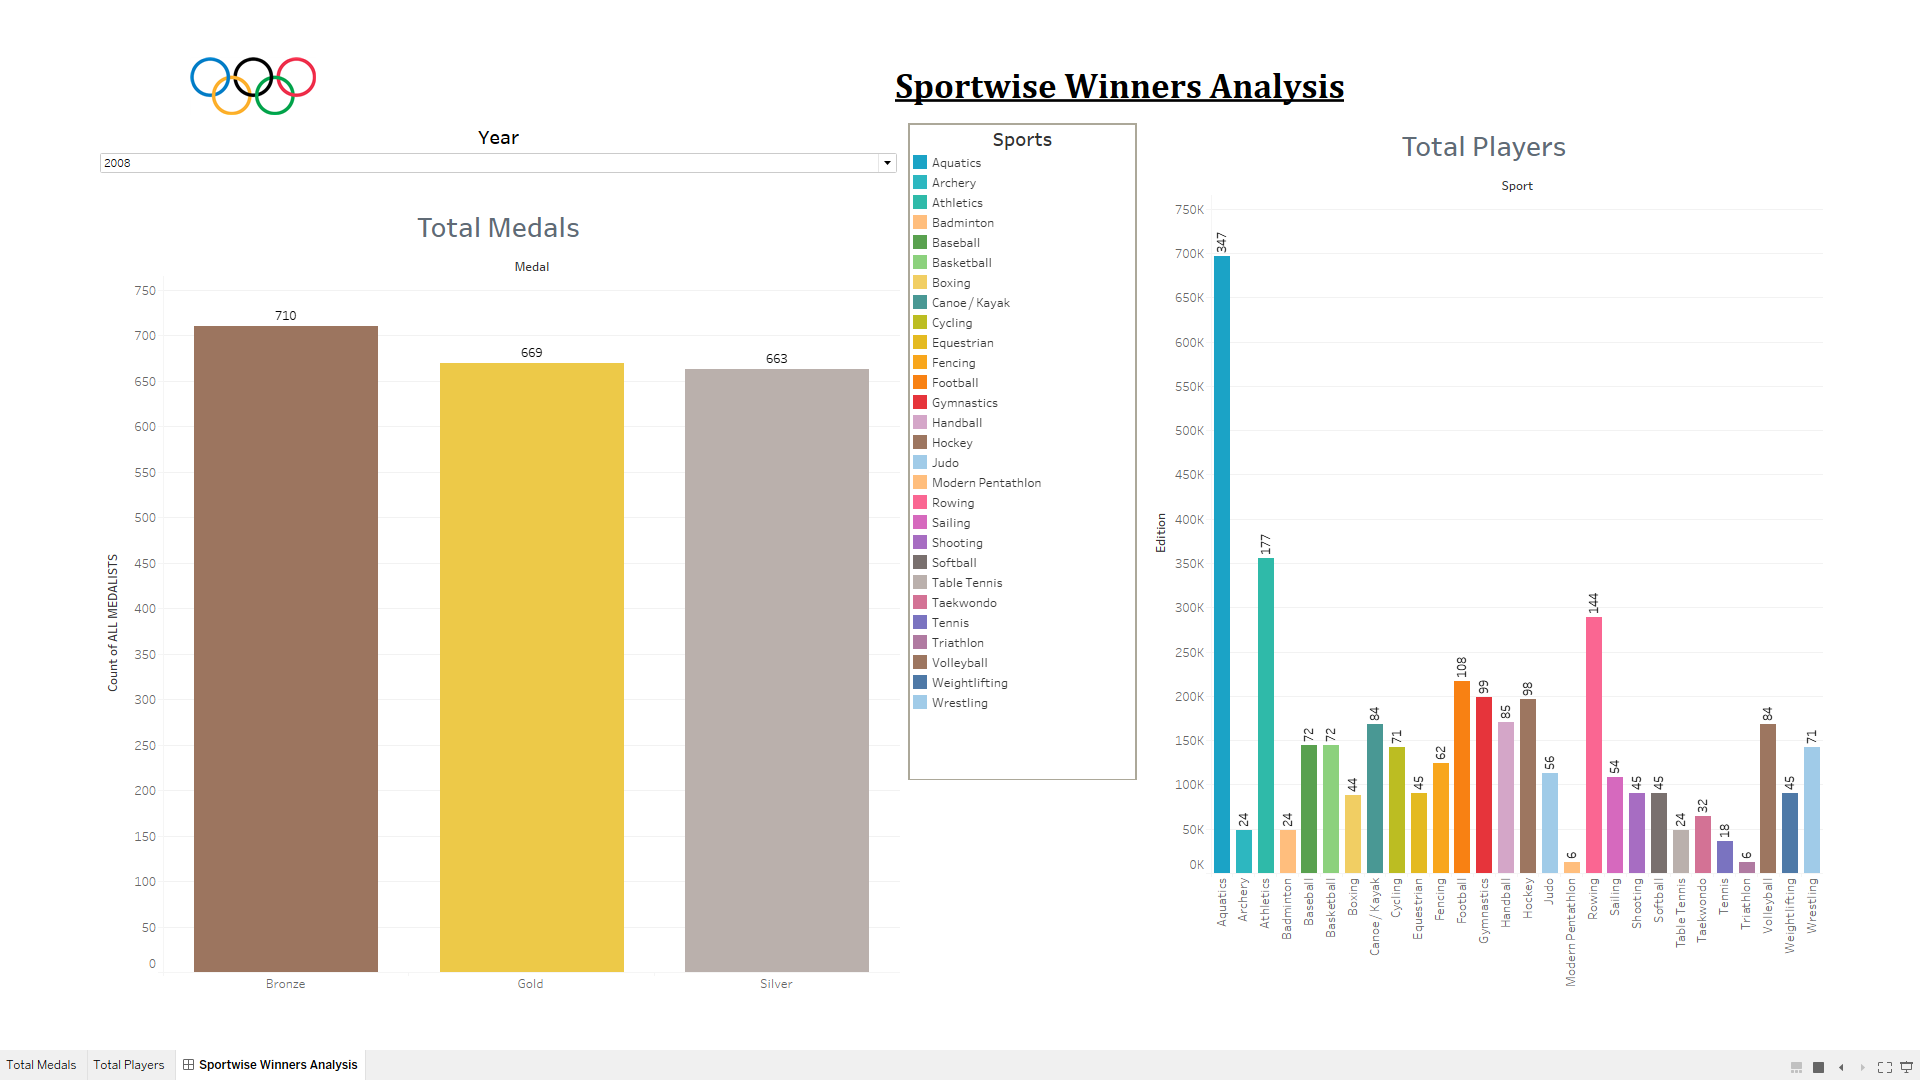 Sportwise Winners Analysis
Year
2008
Total Medals
Medal
750
700
650
600
550
500
450
400
350
300
250
200
150
100
50
0
Count of ALL MEDALISTS
710
669
663
Bronze
Gold
Silver
Sports
Aquatics
Archery
Athletics
Badminton
Baseball
Basketball
Boxing
Canoe / Kayak
Cycling
Equestrian
Fencing
Football
Gymnastics
Handball
Hockey
Judo
Modern Pentathlon
Rowing
Sailing
Shooting
Softball
Table Tennis
Taekwondo
Tennis
Triathlon
Volleyball
Weightlifting
Wrestling
Total Players
Sport
750K
700K
650K
600K
550K
500K
450K
400K
350K
300K
250K
200K
150K
100K
50K
0K
Edition
347
24
177
24
72
72
44
84
71
45
62
108
99
85
98
56
6
144
54
45
45
24
32
18
6
84
45
71
Aquatics
Archery
Athletics
Badminton
Baseball
Basketball
Boxing
Canoe / Kayak
Cycling
Equestrian
Fencing
Football
Gymnastics
Handball
Hockey
Judo
Modern Pentathlon
Rowing
Sailing
Shooting
Softball
Table Tennis
Taekwondo
Tennis
Triathlon
Volleyball
Weightlifting
Wrestling
Total Medals
Total Players
Sportwise Winners Analysis